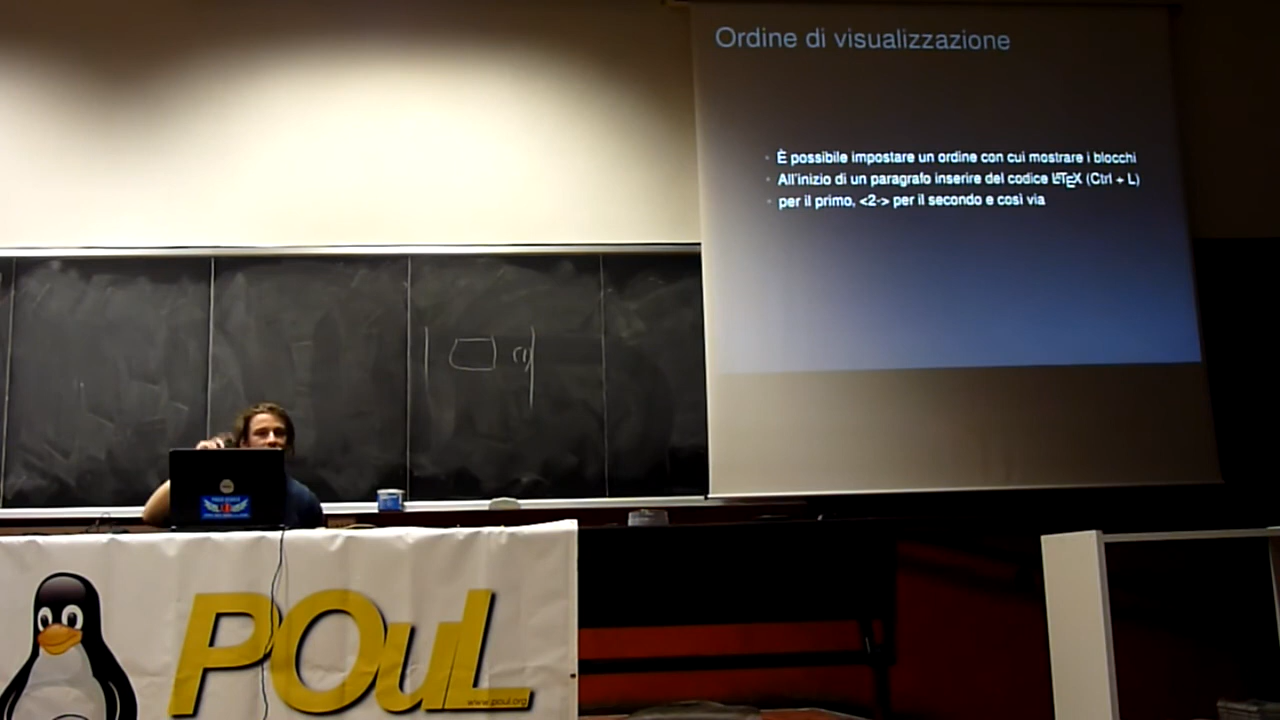 Ordine di visualizzazione
È possibile impostare un ordine con cui mostrare i blocchi
All'inizio di un paragrafo inserire del codice LATEX (Ctrl + L)
per il primo, <2-> per il secondo e così via
POuL
www.poul.org